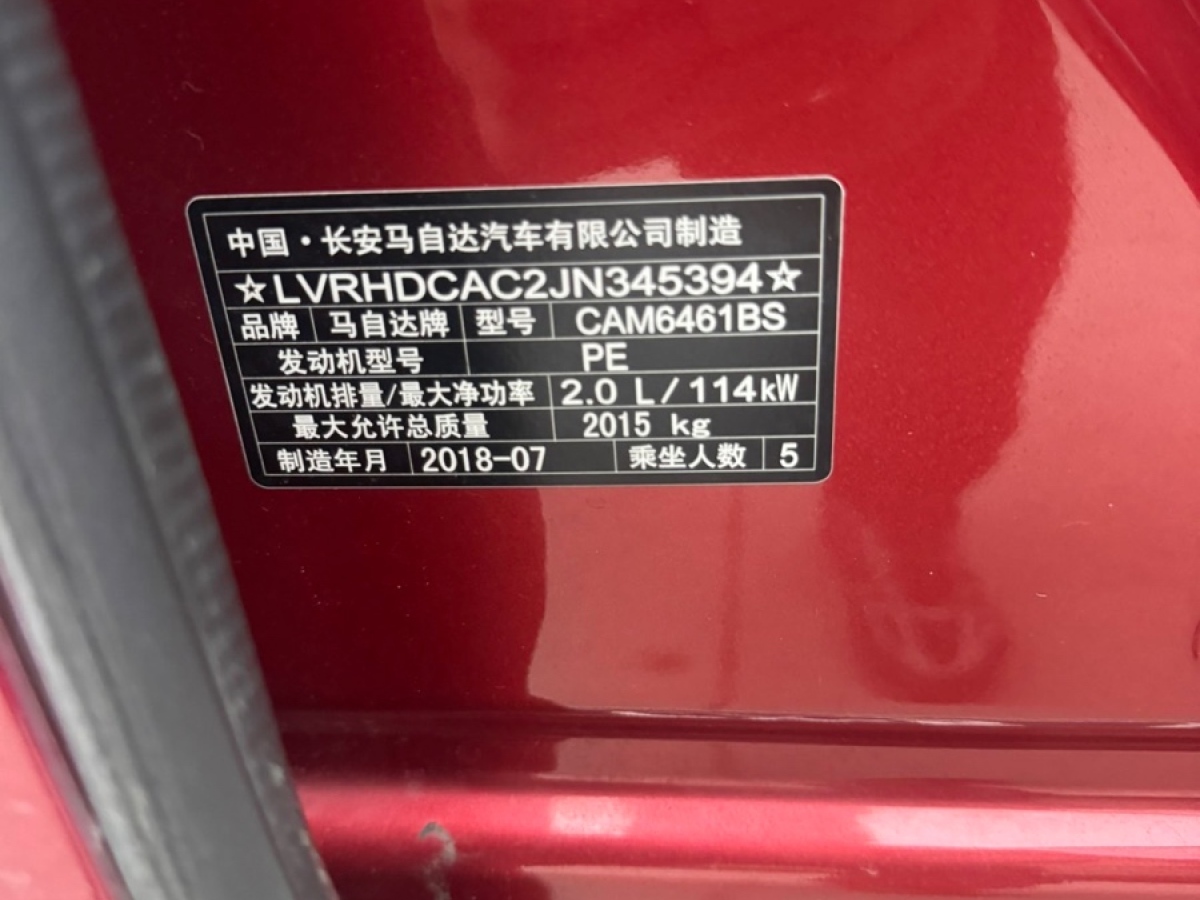 中国·长安马自达汽车有限公司制造
☆LVRHDCAC2JN345394☆
品牌 马自达牌 型号 CAM6461BS
发动机型号 PE
发动机排量/最大净功率 2.0 L/114kW
最大允许总质量 2015 kg
制造年月 2018-07 乘坐人数 5